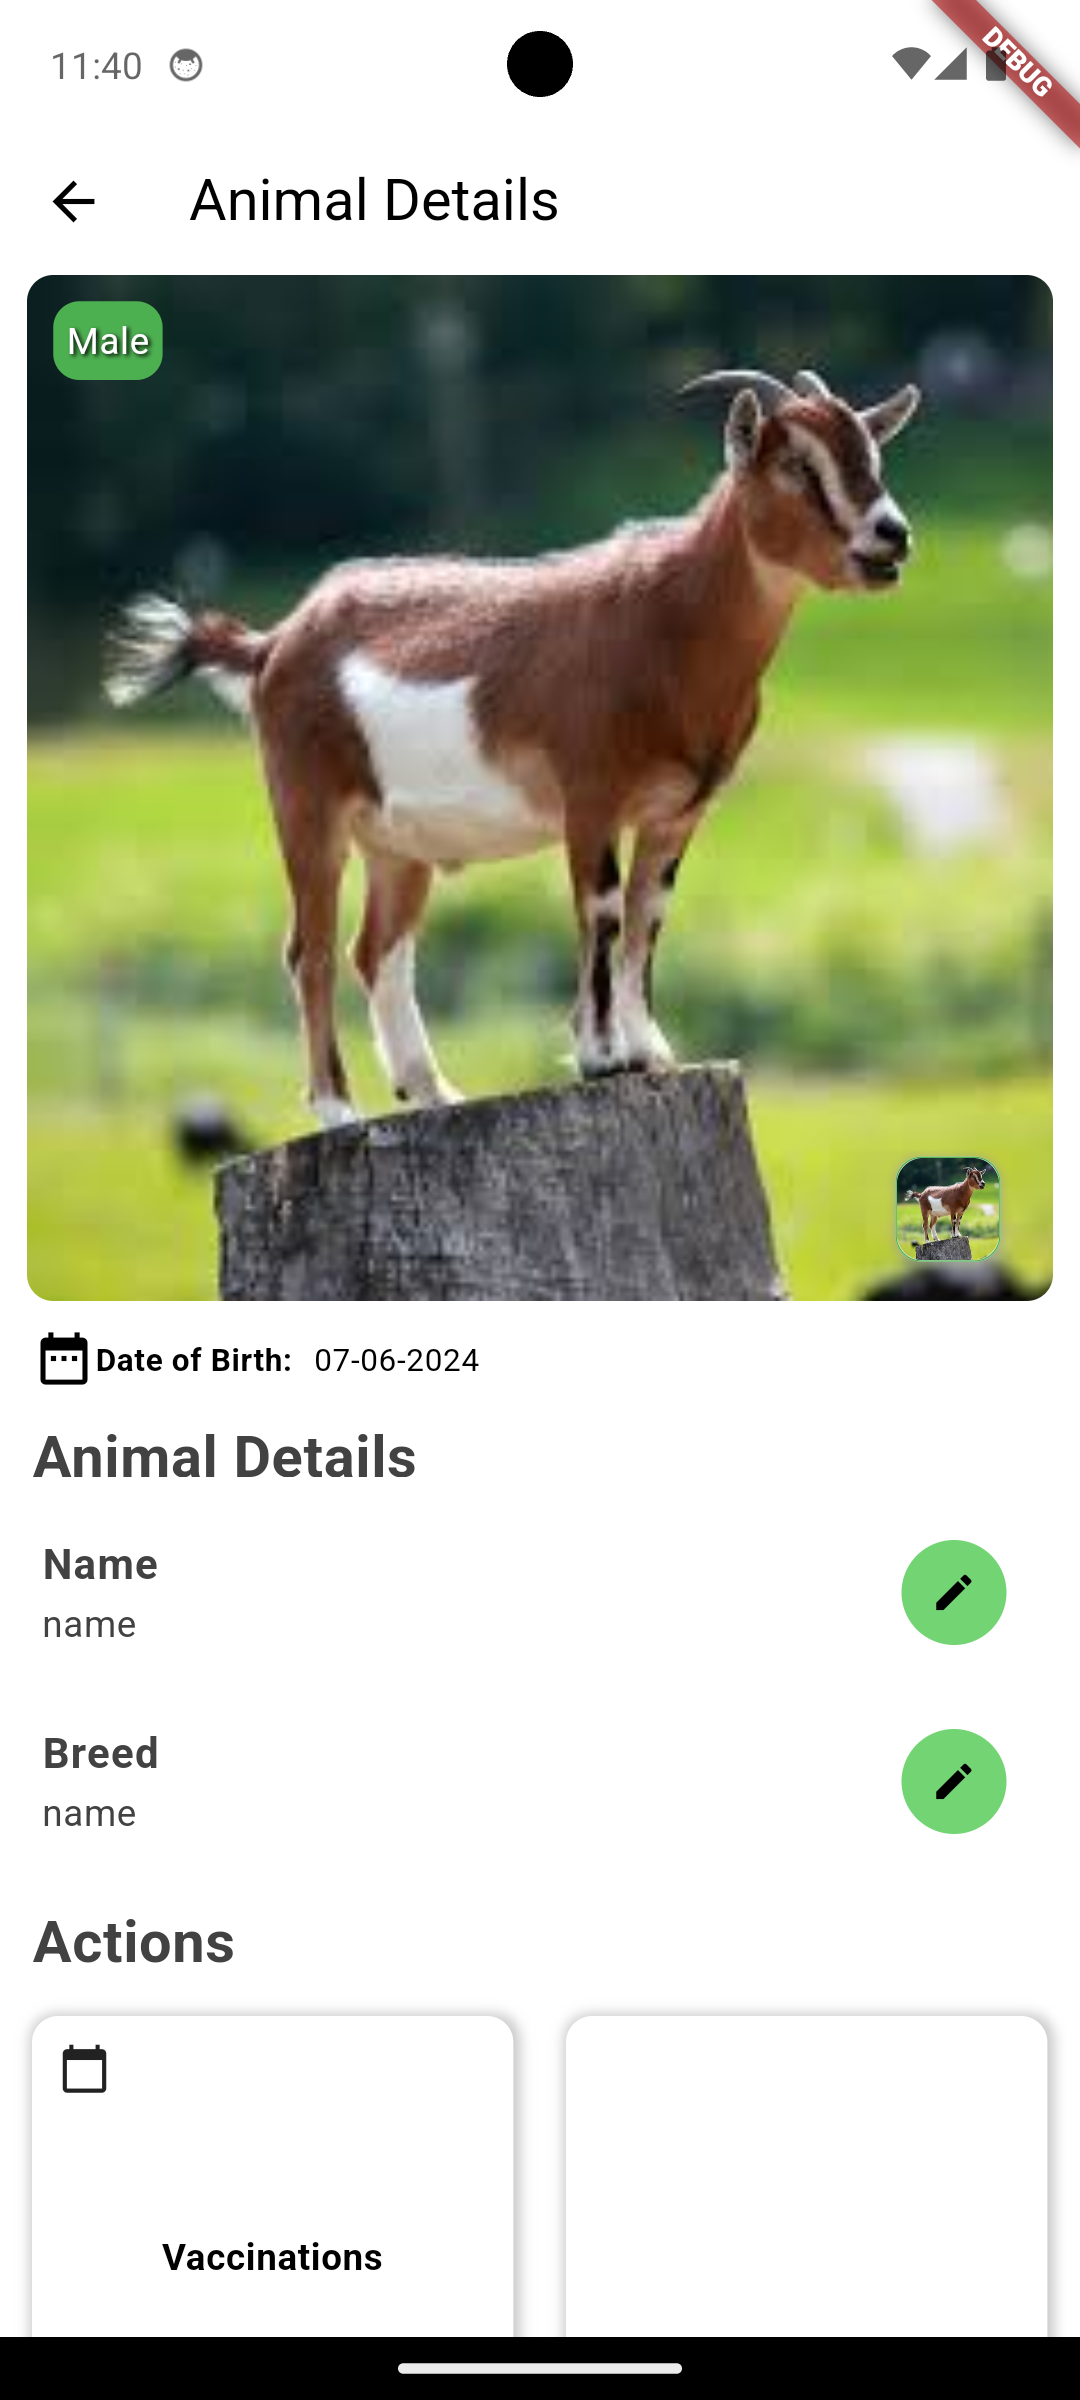 11:40
DEBUG
Animal Details
Male
Date of Birth: 07-06-2024
Animal Details
Name
name
Breed
name
Actions
Vaccinations